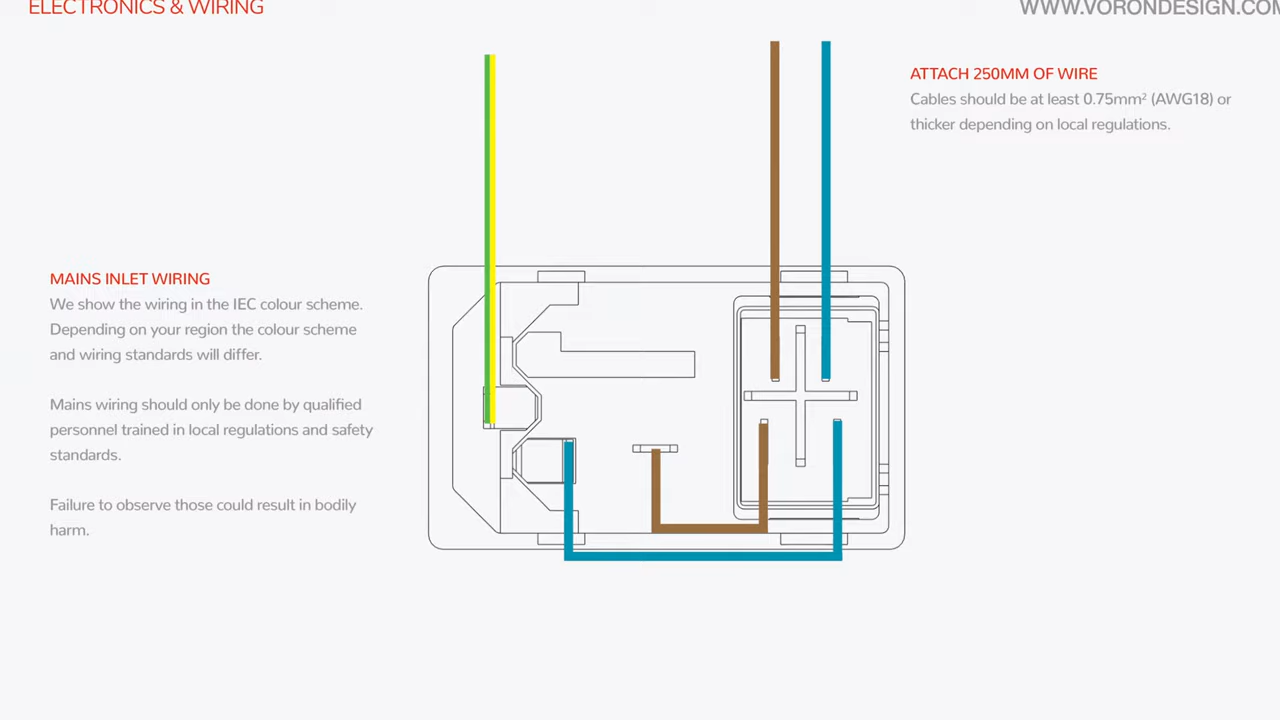 ELECTRONICS & WIRING
WWW.VORONDESIGN.COM
ATTACH 250MM OF WIRE
Cables should be at least 0.75mm² (AWG18) or
thicker depending on local regulations.
MAINS INLET WIRING
We show the wiring in the IEC colour scheme.
Depending on your region the colour scheme
and wiring standards will differ.
Mains wiring should only be done by qualified
personnel trained in local regulations and safety
standards.
Failure to observe those could result in bodily
harm.